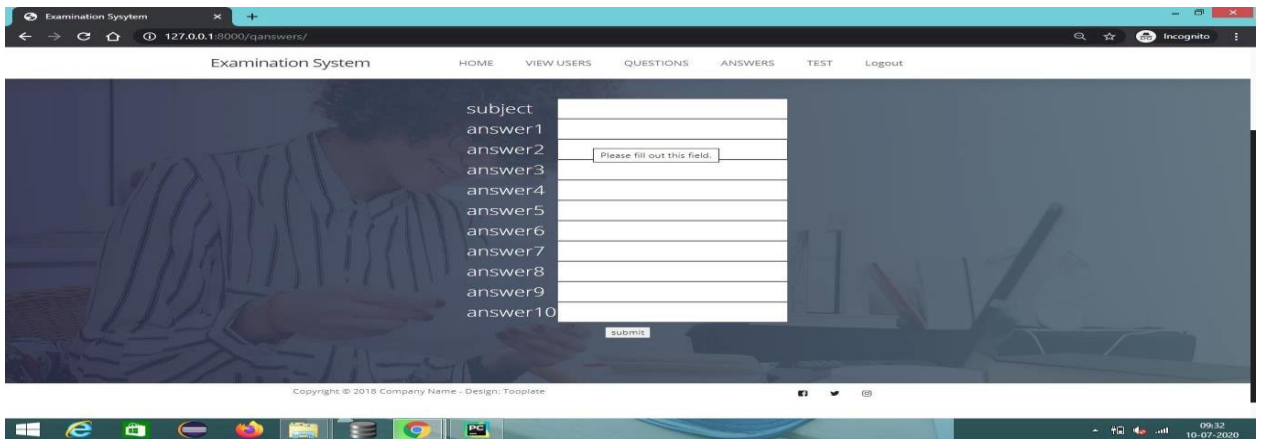 Examination Sysytem
127.0.0.1:8000/qanswers/
Incognito
Examination System HOME VIEW USERS QUESTIONS ANSWERS TEST Logout
subject
answer1
answer2
Please fill out this field.
answer3
answer4
answer5
answer6
answer7
answer8
answer9
answer10
submit
Copyright © 2018 Company Name - Design: Tooplate
PC
09:32
10-07-2020